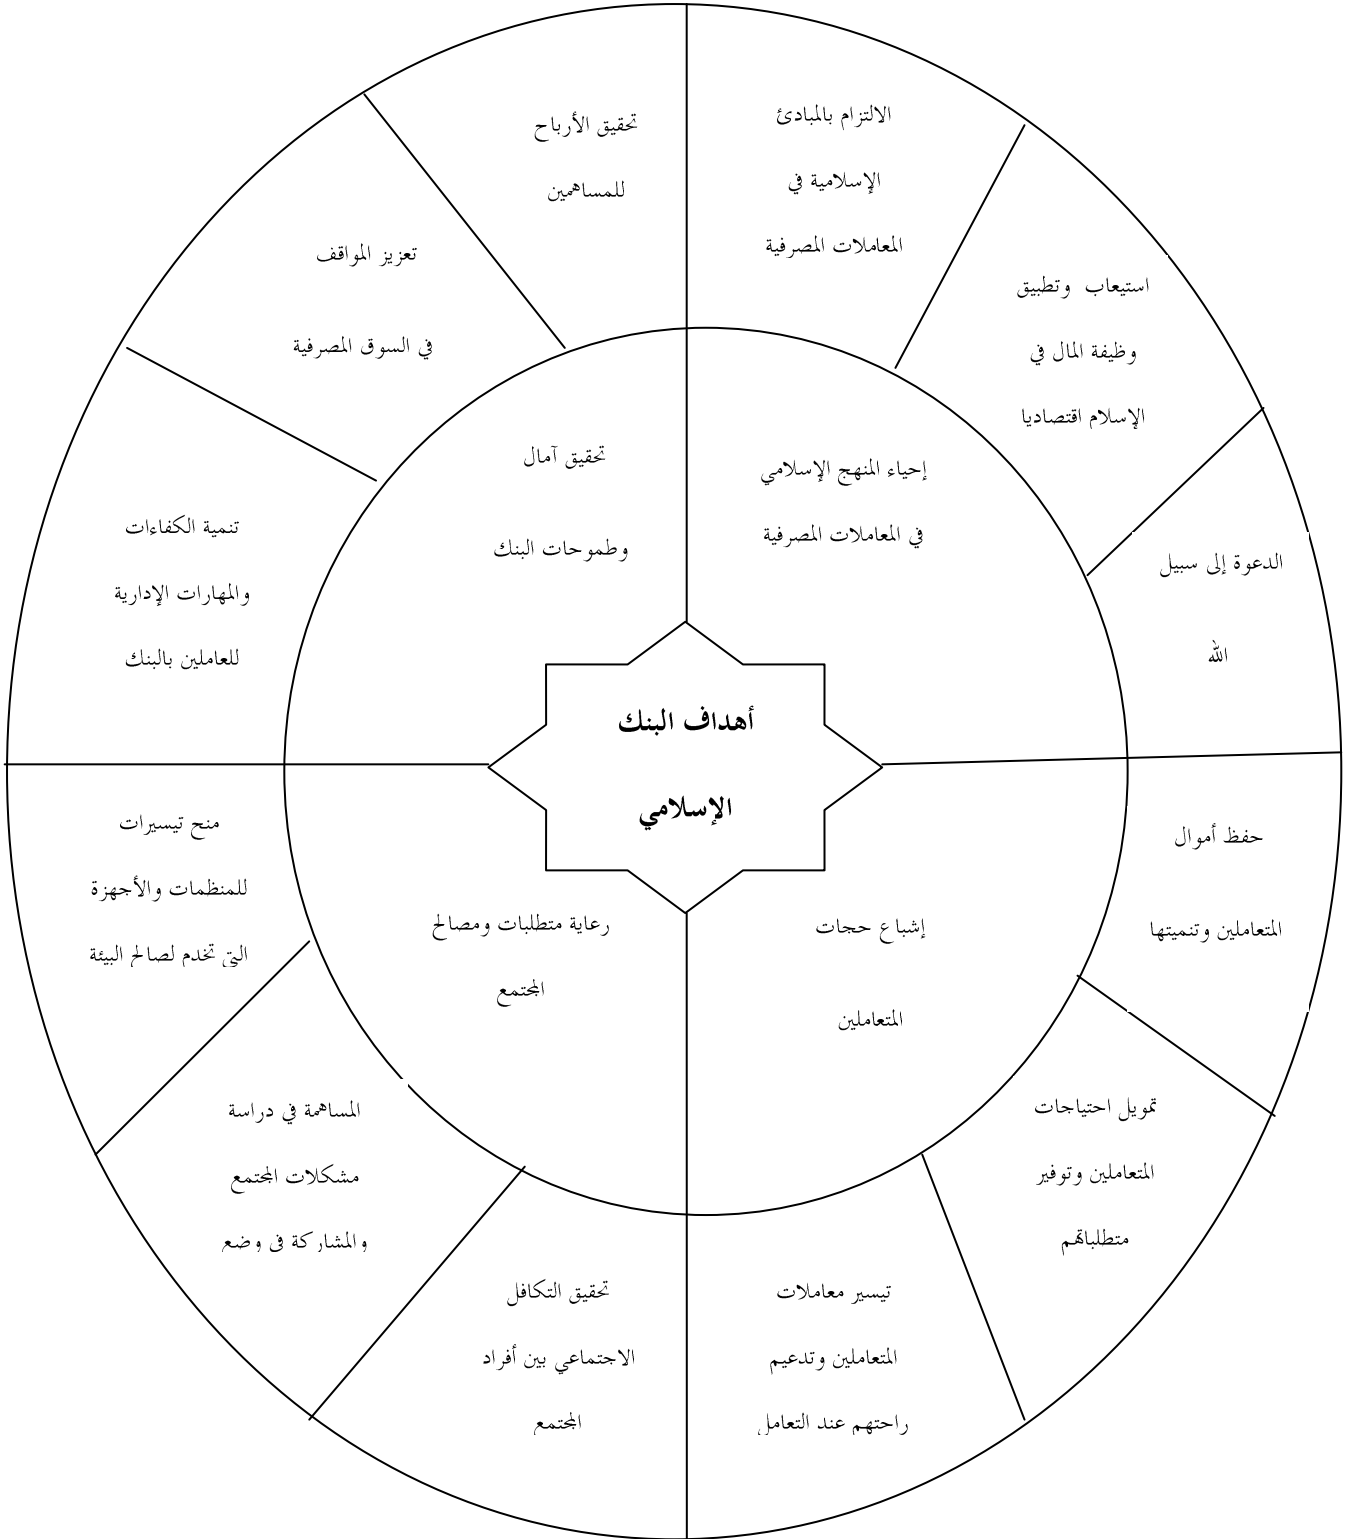 أهداف البنك
الإسلامي
إحياء المنهج الإسلامي
في المعاملات المصرفية
الالتزام بالمبادئ
الإسلامية في
المعاملات المصرفية
استيعاب وتطبيق
وظيفة المال في
الإسلام اقتصاديا
الدعوة إلى سبيل
الله
إشباع حجات
المتعاملين
حفظ أموال
المتعاملين وتنميتها
تمويل احتياجات
المتعاملين وتوفير
متطلباتهم
تيسير معاملات
المتعاملين وتدعيم
راحتهم عند التعامل
رعاية متطلبات ومصالح
المجتمع
تحقيق التكافل
الاجتماعي بين أفراد
المجتمع
المساهمة في دراسة
مشكلات المجتمع
والمشاركة في وضع
منح تيسيرات
للمنظمات والأجهزة
التي تخدم لصالح البيئة
تحقيق آمال
وطموحات البنك
تنمية الكفاءات
والمهارات الإدارية
للعاملين بالبنك
تعزيز المواقف
في السوق المصرفية
تحقيق الأرباح
للمساهمين